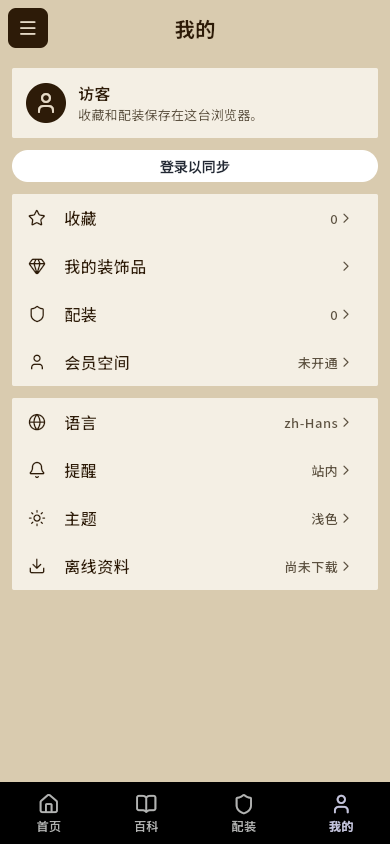 我的
访客
收藏和配装保存在这台浏览器。
登录以同步
收藏 0
我的装饰品
配装 0
会员空间 未开通
语言 zh-Hans
提醒 站内
主题 浅色
离线资料 尚未下载
首页 百科 配装 我的